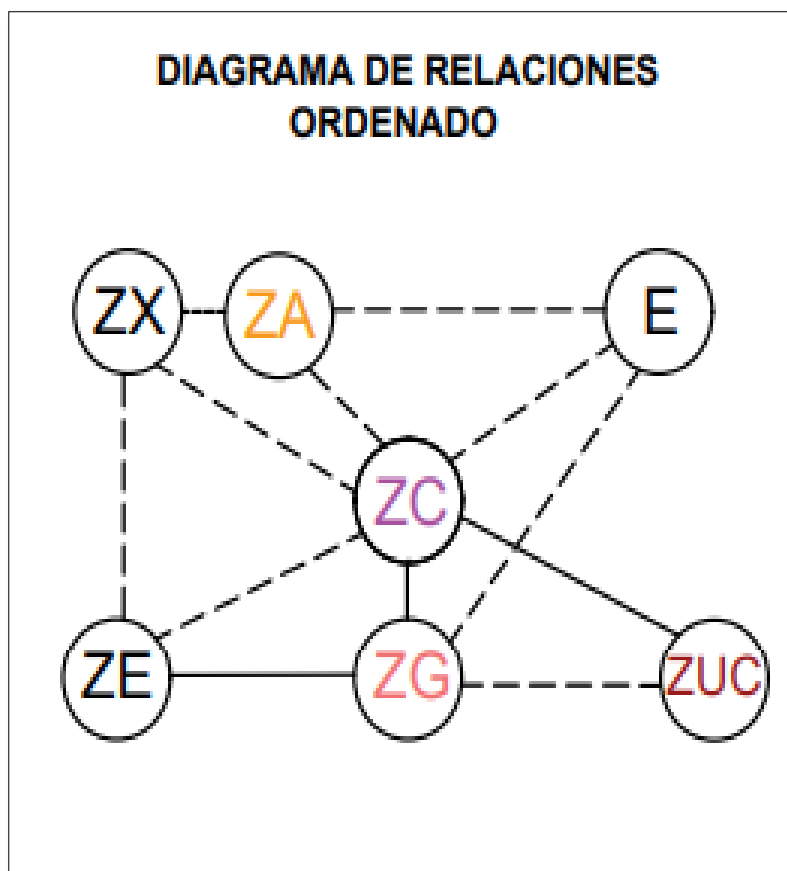 DIAGRAMA DE RELACIONES
ORDENADO
ZX ZA E
ZC
ZE ZG ZUC